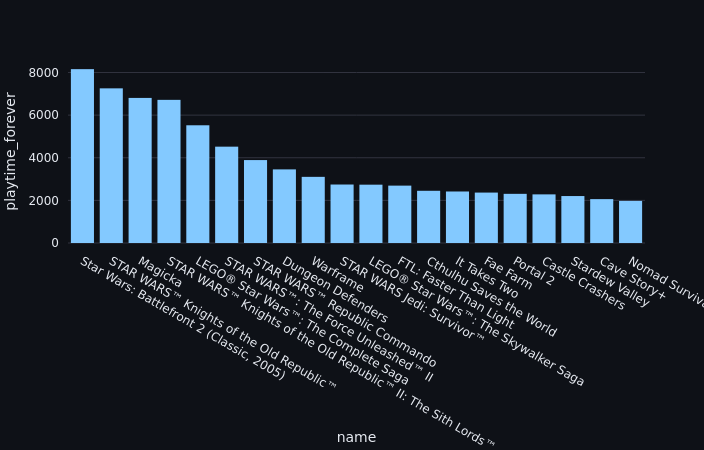 playtime_forever
8000
6000
4000
2000
0
Star Wars: Battlefront 2 (Classic, 2005)
STAR WARS™ Knights of the Old Republic™
Magicka
STAR WARS™ Knights of the Old Republic™ II: The Sith Lords™
LEGO® Star Wars™: The Complete Saga
STAR WARS™: The Force Unleashed™ II
STAR WARS™ Republic Commando
Dungeon Defenders
Warframe
STAR WARS Jedi: Survivor™
LEGO® Star Wars™: The Skywalker Saga
FTL: Faster Than Light
Cthulhu Saves the World
It Takes Two
Fae Farm
Portal 2
Castle Crashers
Stardew Valley
Cave Story+
Nomad
name